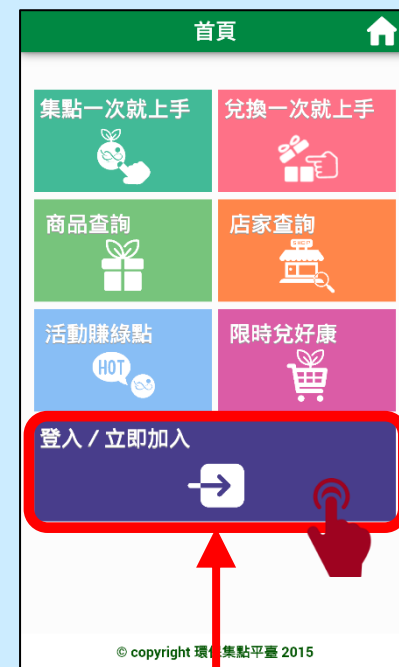 首頁
集點一次就上手
兌換一次就上手
商品查詢
店家查詢
SHOP
活動賺綠點
HOT
限時兌好康
登入 / 立即加入
© copyright 環保集點平臺 2015